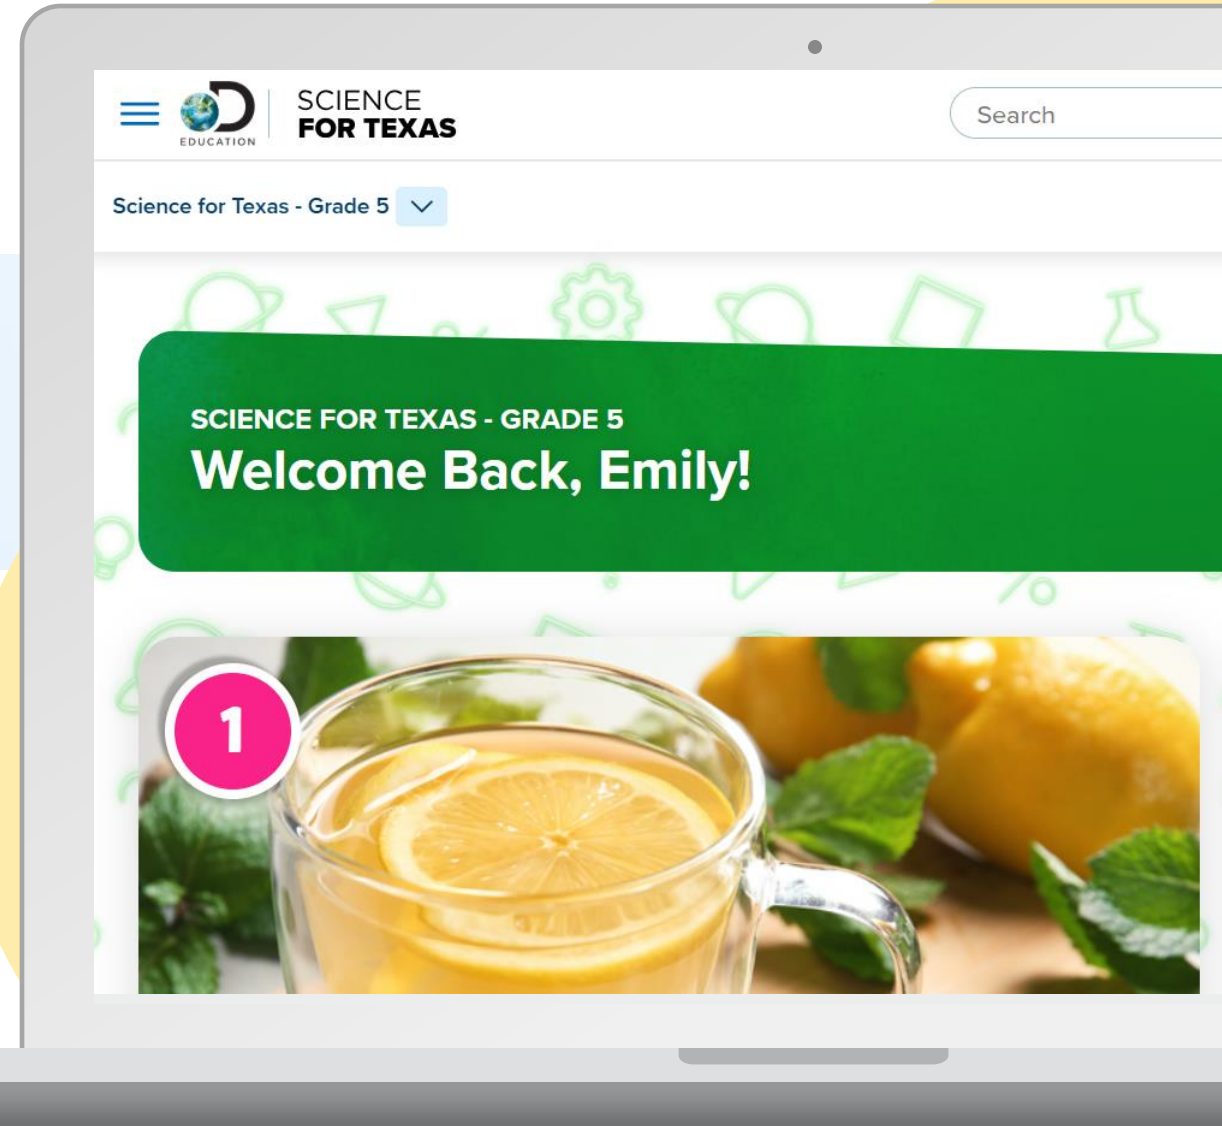 EDUCATION
SCIENCE
FOR TEXAS
Search
Science for Texas - Grade 5
SCIENCE FOR TEXAS - GRADE 5
Welcome Back, Emily!
1